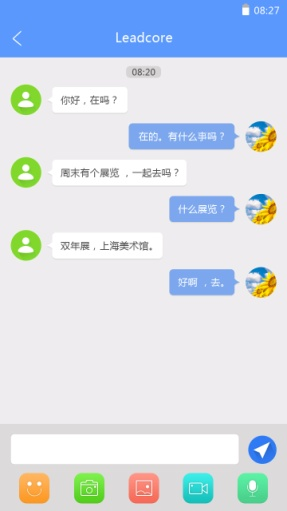 08:27
Leadcore
08:20
你好，在吗？
在的。有什么事吗？
周末有个展览 ，一起去吗？
什么展览？
双年展，上海美术馆。
好啊 ，去。